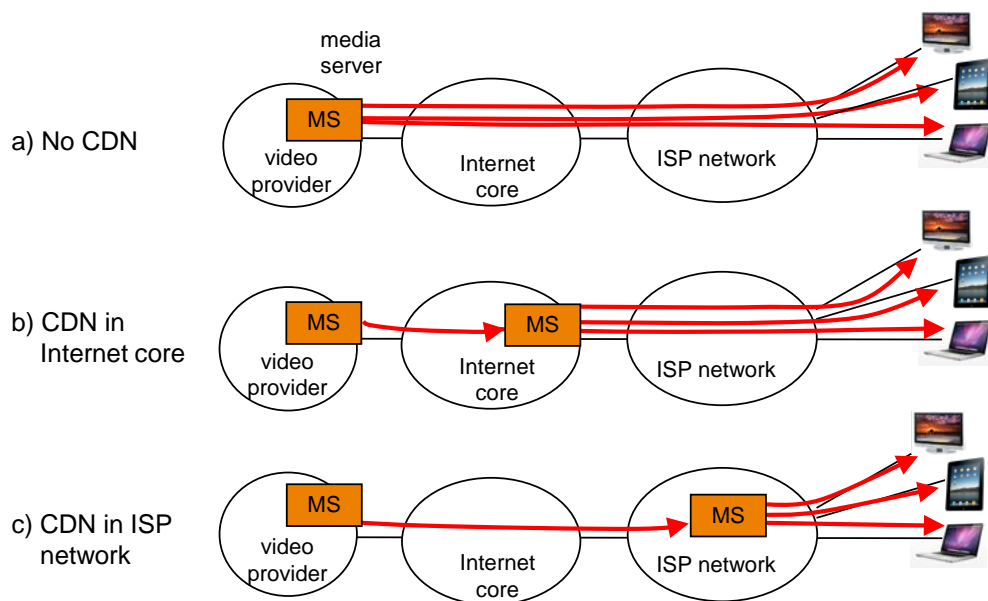 media
server
a) No CDN
MS
video
provider
Internet
core
ISP network
b) CDN in
Internet core
MS
video
provider
MS
Internet
core
ISP network
c) CDN in ISP
network
MS
video
provider
Internet
core
MS
ISP network